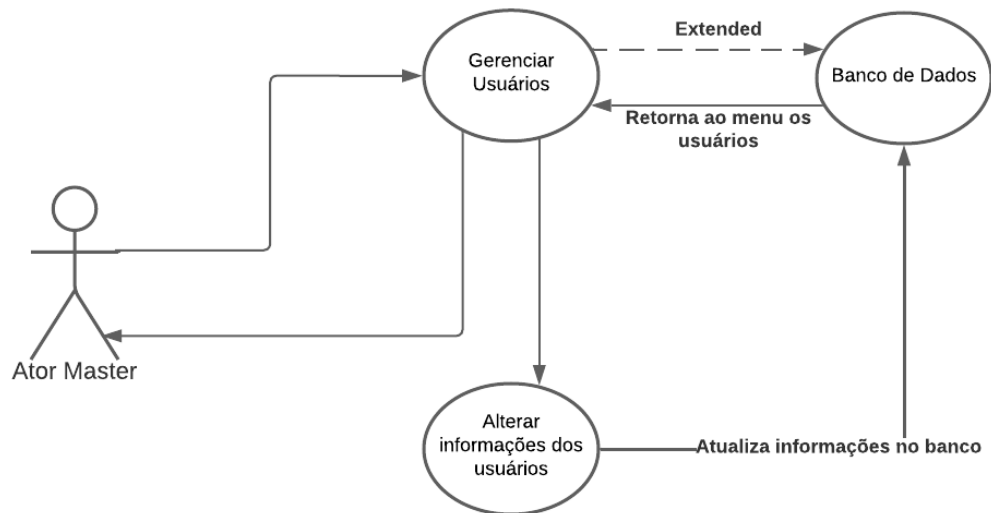 Extended
Gerenciar
Usuários
Banco de Dados
Retorna ao menu os
usuários
Ator Master
Alterar
informações dos
usuários
Atualiza informações no banco